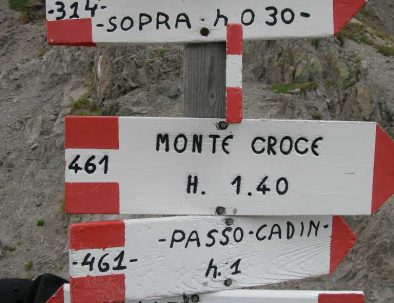 -314-
-SOPRA h 0 30-
461
MONTE CROCE
H. 1.40
-461-
-PASSO-CADIN-
h. 1